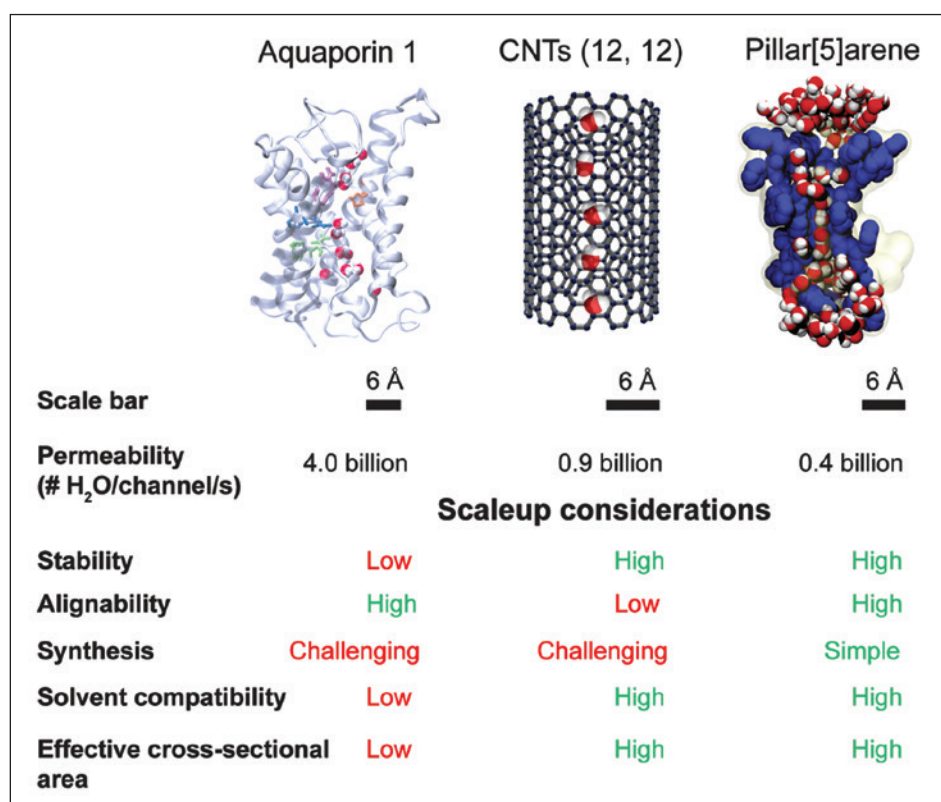 Aquaporin 1 CNTs (12, 12) Pillar[5]arene
6 Å 6 Å 6 Å
Scale bar
Permeability
(# H₂O/channel/s) 4.0 billion 0.9 billion 0.4 billion
Scaleup considerations
Stability Low High High
Alignability High Low High
Synthesis Challenging Challenging Simple
Solvent compatibility Low High High
Effective cross-sectional
area Low High High